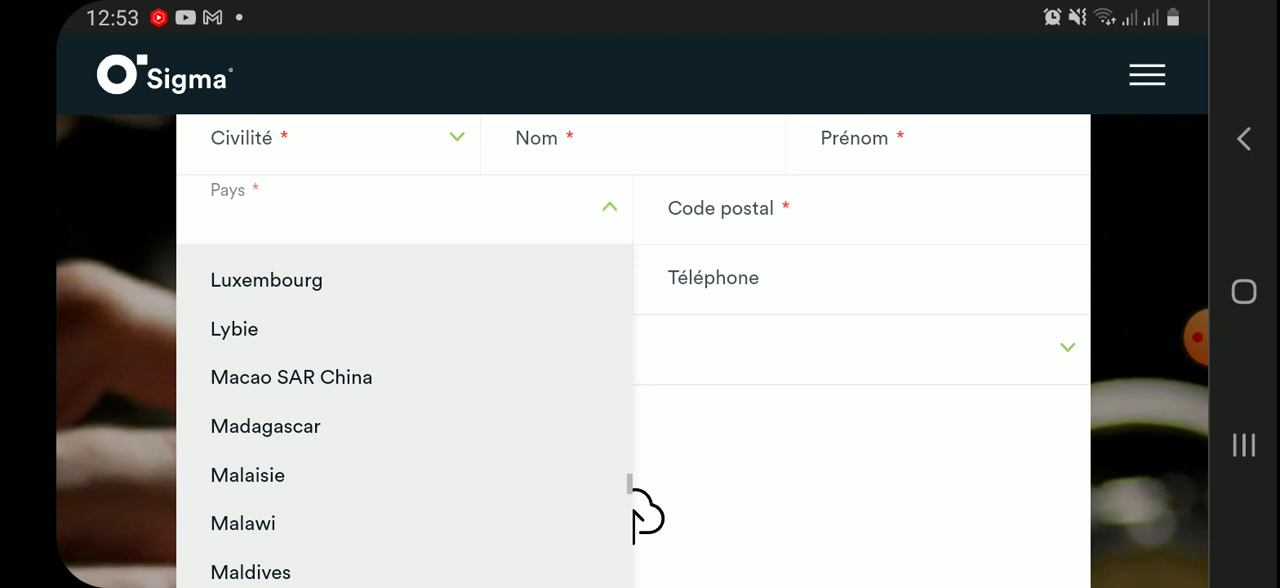 12:53
Sigma
Civilité *
Nom *
Prénom *
Pays *
Code postal *
Luxembourg
Téléphone
Lybie
Macao SAR China
Madagascar
Malaisie
Malawi
Maldives